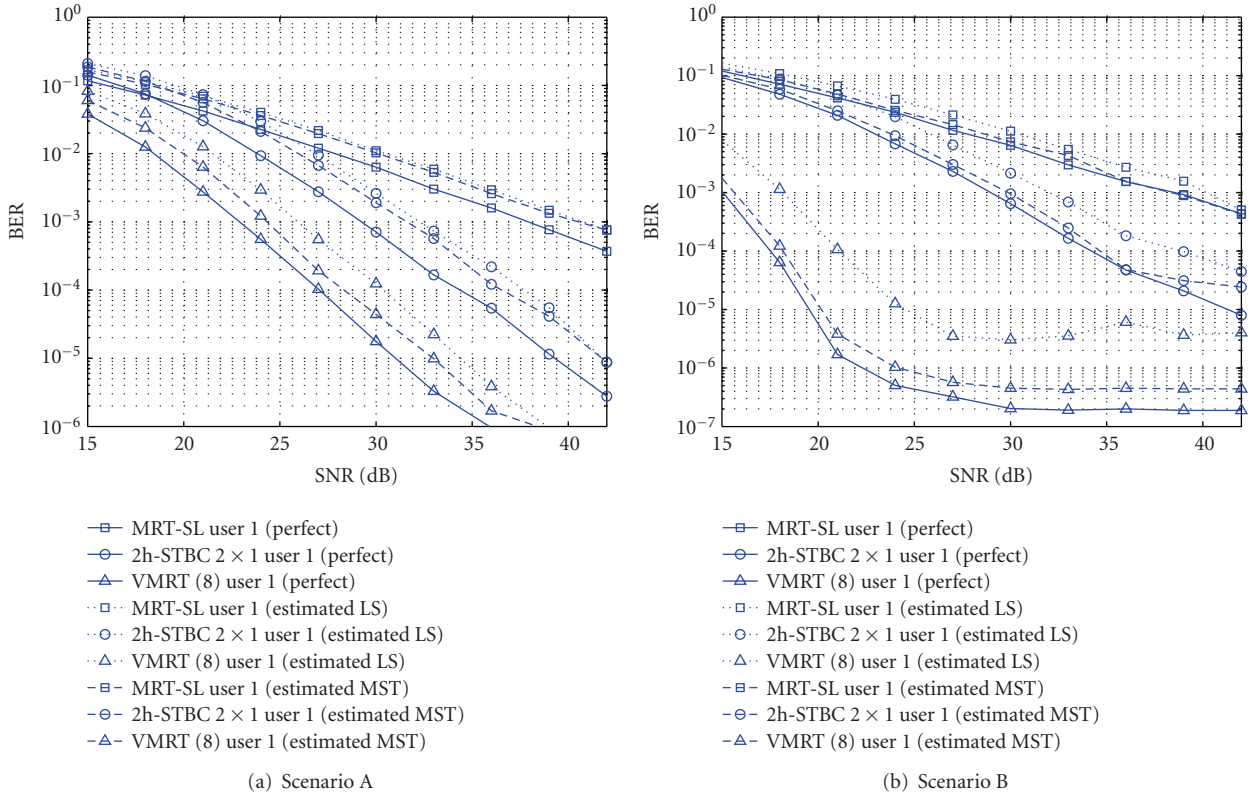 10^0
10^−1
10^−2
10^−3
10^−4
10^−5
10^−6
BER
15 20 25 30 35 40
SNR (dB)
MRT-SL user 1 (perfect)
2h-STBC 2 × 1 user 1 (perfect)
VMRT (8) user 1 (perfect)
MRT-SL user 1 (estimated LS)
2h-STBC 2 × 1 user 1 (estimated LS)
VMRT (8) user 1 (estimated LS)
MRT-SL user 1 (estimated MST)
2h-STBC 2 × 1 user 1 (estimated MST)
VMRT (8) user 1 (estimated MST)
(a) Scenario A
10^0
10^−1
10^−2
10^−3
10^−4
10^−5
10^−6
10^−7
BER
15 20 25 30 35 40
SNR (dB)
MRT-SL user 1 (perfect)
2h-STBC 2 × 1 user 1 (perfect)
VMRT (8) user 1 (perfect)
MRT-SL user 1 (estimated LS)
2h-STBC 2 × 1 user 1 (estimated LS)
VMRT (8) user 1 (estimated LS)
MRT-SL user 1 (estimated MST)
2h-STBC 2 × 1 user 1 (estimated MST)
VMRT (8) user 1 (estimated MST)
(b) Scenario B